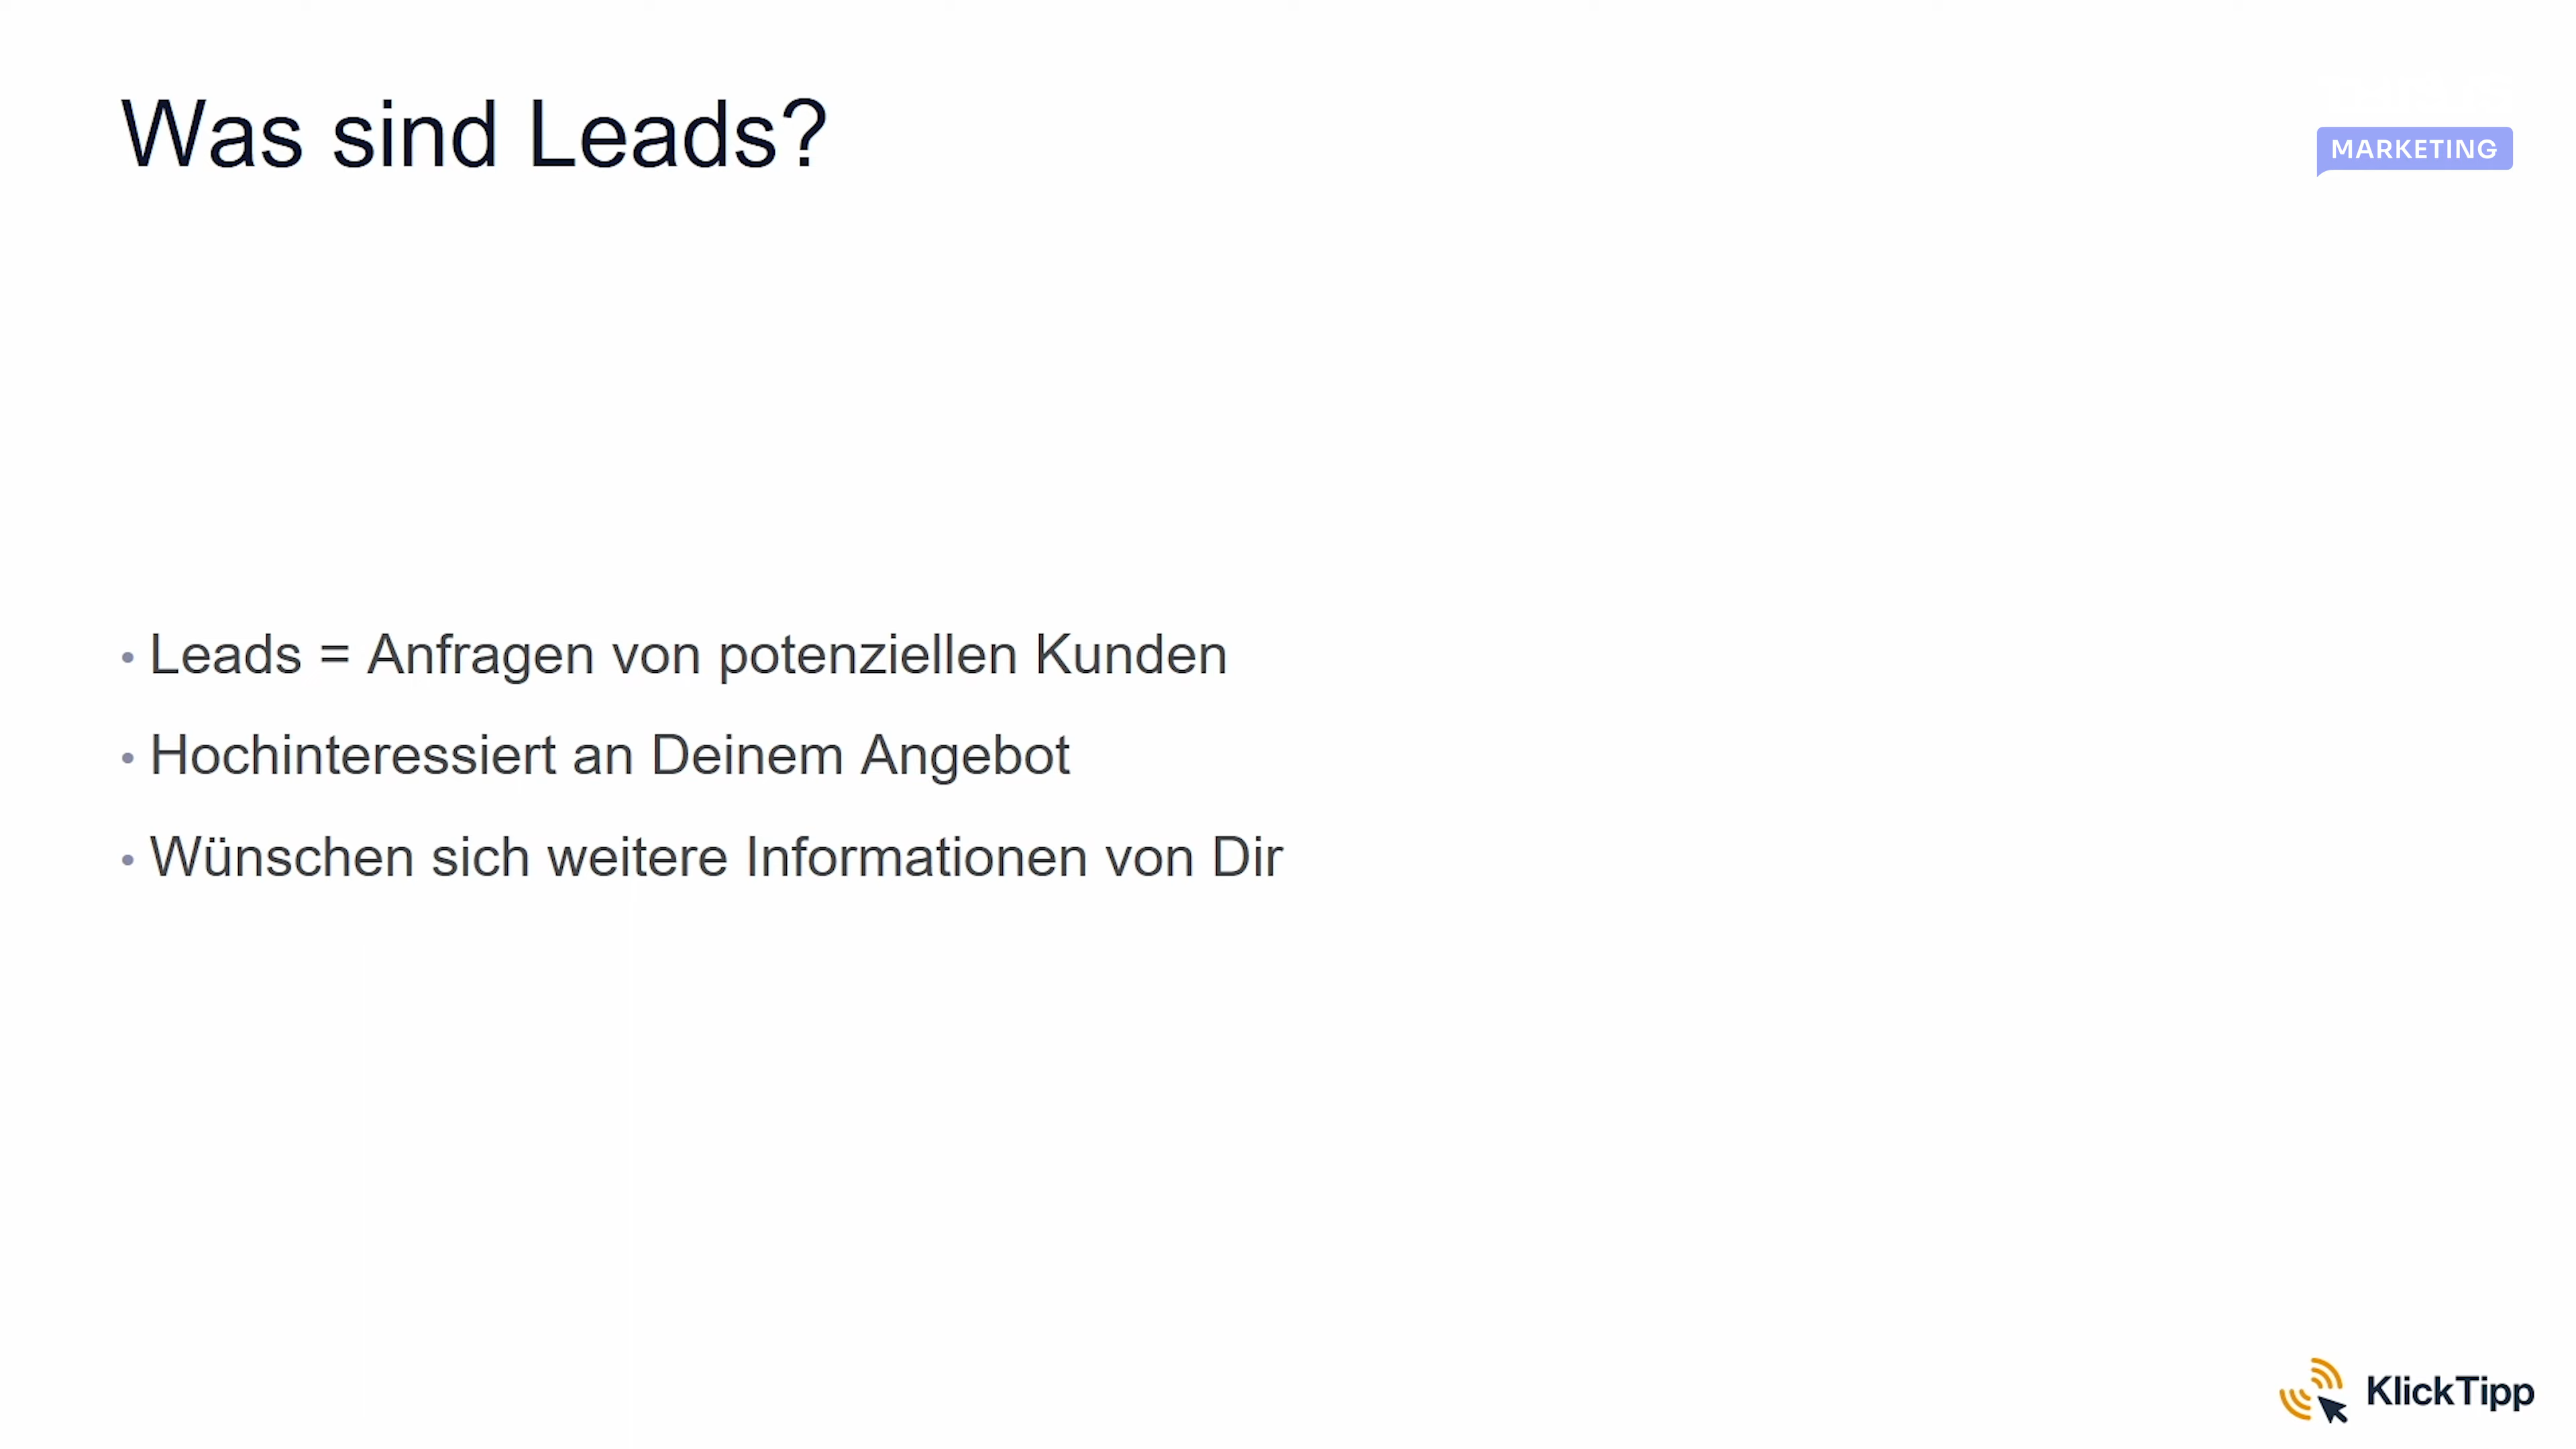 Was sind Leads?
MARKETING
• Leads = Anfragen von potenziellen Kunden
• Hochinteressiert an Deinem Angebot
• Wünschen sich weitere Informationen von Dir
KlickTipp